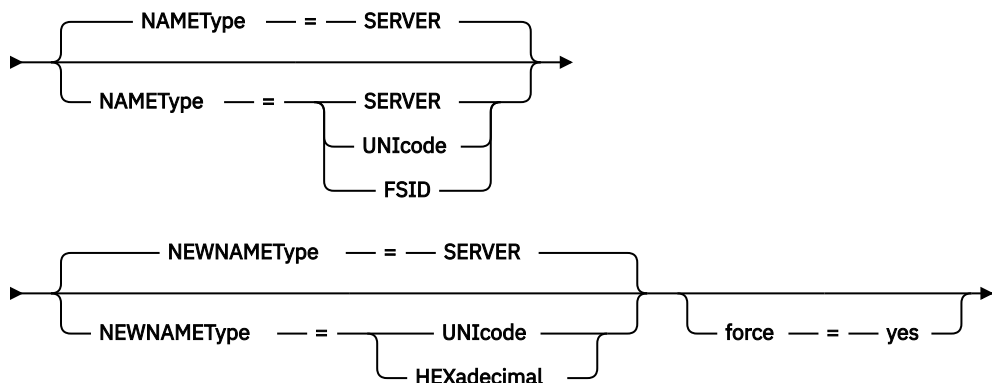 NAMEType = SERVER
NAMEType = SERVER
UNIcode
FSID
NEWNAMEType = SERVER
NEWNAMEType = UNIcode
force = yes
HEXadecimal